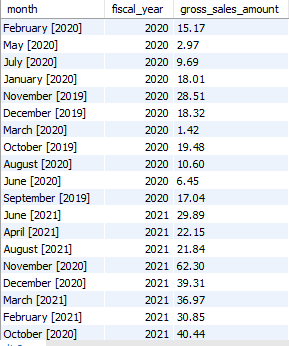 month fiscal_year gross_sales_amount
February [2020] 2020 15.17
May [2020] 2020 2.97
July [2020] 2020 9.69
January [2020] 2020 18.01
November [2019] 2020 28.51
December [2019] 2020 18.32
March [2020] 2020 1.42
October [2019] 2020 19.48
August [2020] 2020 10.60
June [2020] 2020 6.45
September [2019] 2020 17.04
June [2021] 2021 29.89
April [2021] 2021 22.15
August [2021] 2021 21.84
November [2020] 2021 62.30
December [2020] 2021 39.31
March [2021] 2021 36.97
February [2021] 2021 30.85
October [2020] 2021 40.44